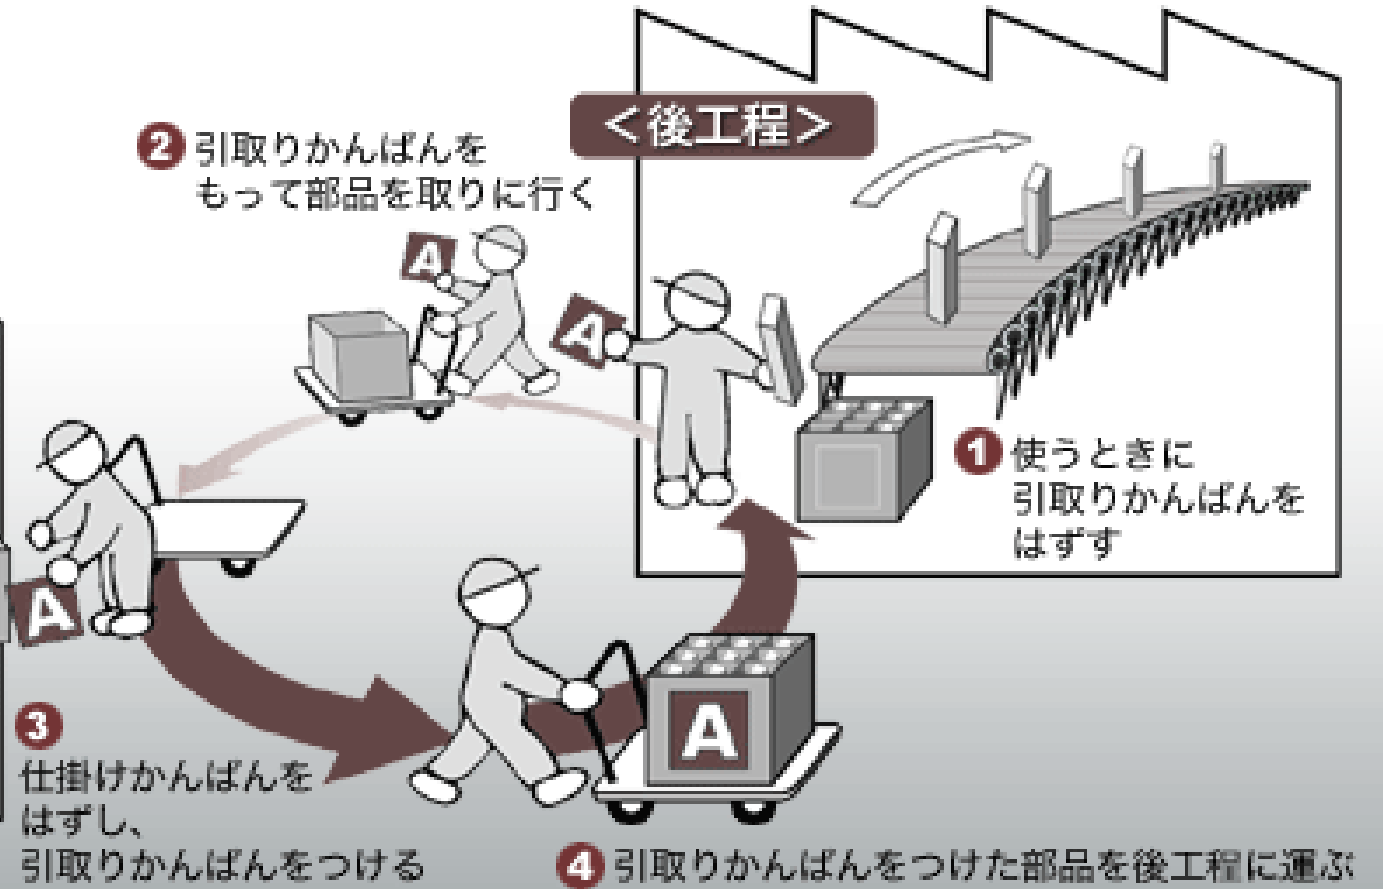 <後工程>
❶ 使うときに
引取りかんばんを
はずす
❷ 引取りかんばんを
もって部品を取りに行く
A
A
A
❸
仕掛けかんばんを
はずし、
引取りかんばんをつける
A
❹ 引取りかんばんをつけた部品を後工程に運ぶ